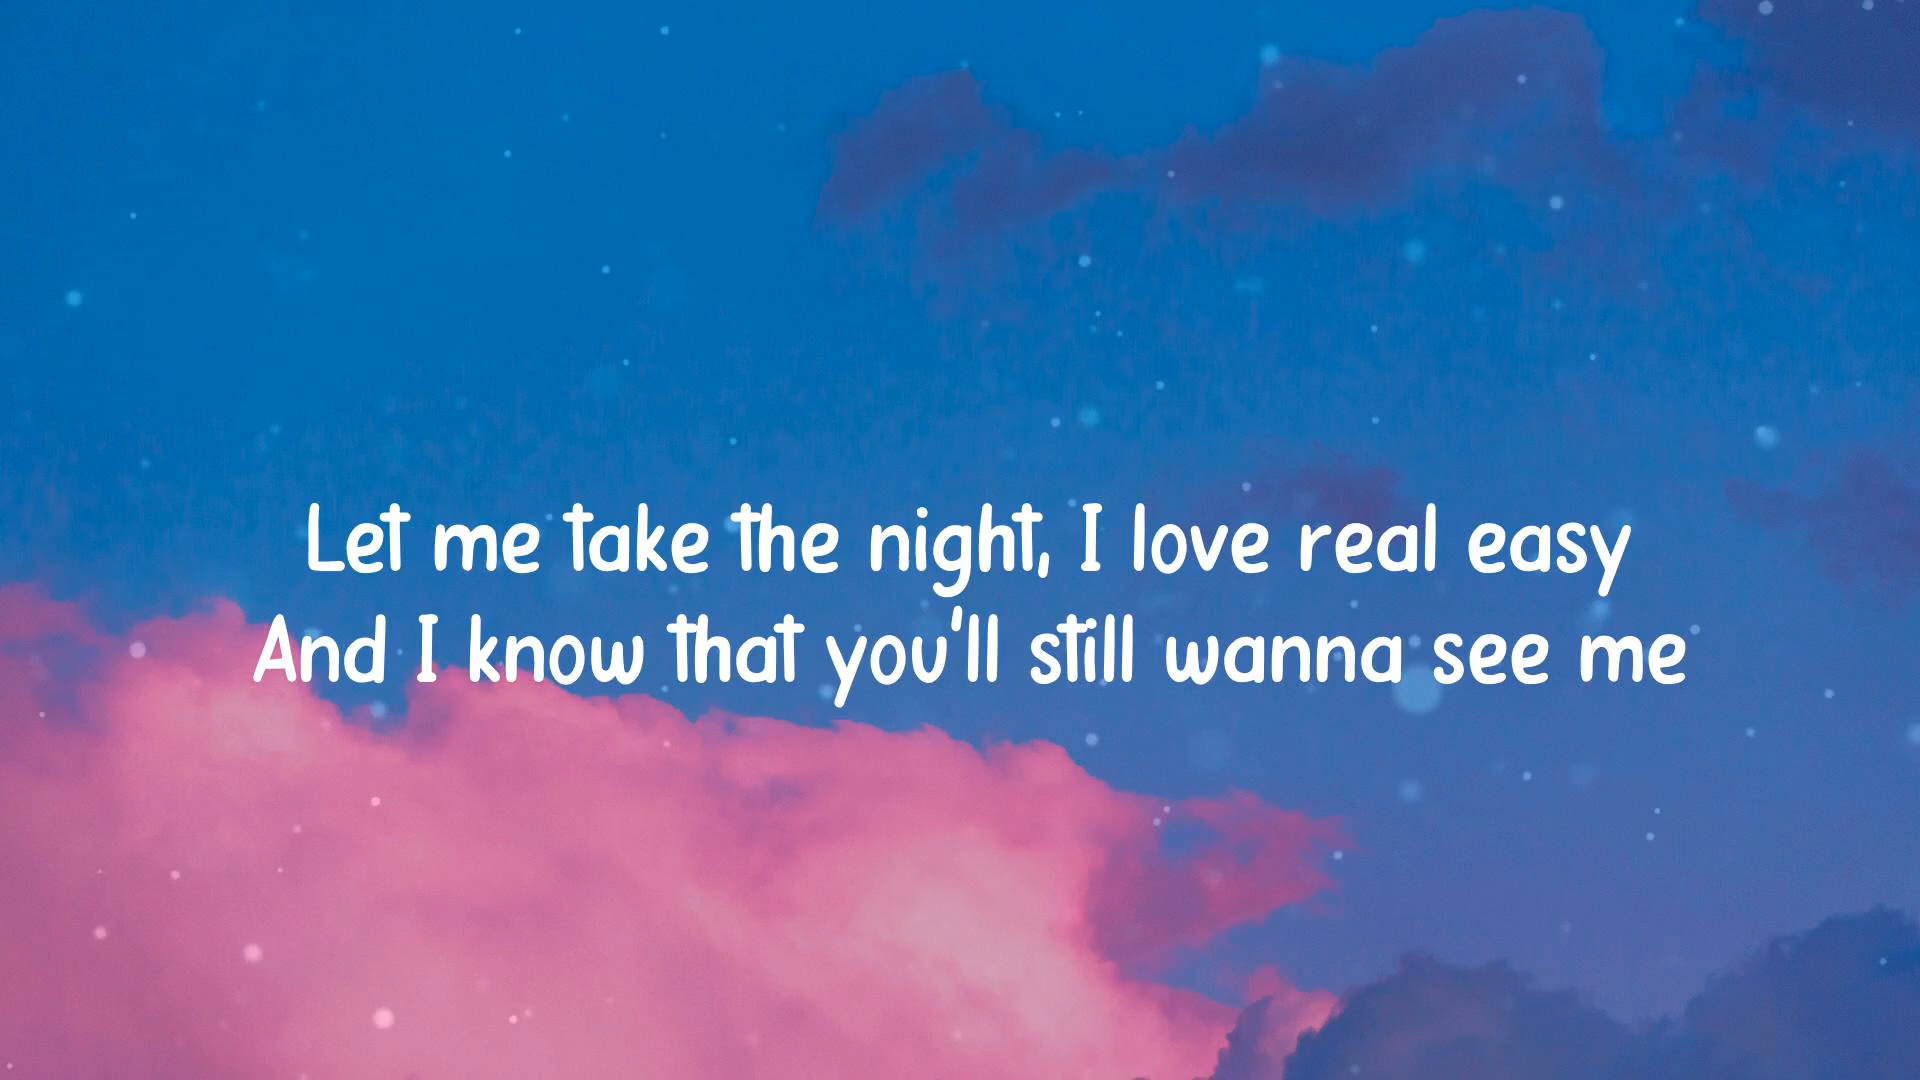 Let me take the night, I love real easy
And I know that you'll still wanna see me